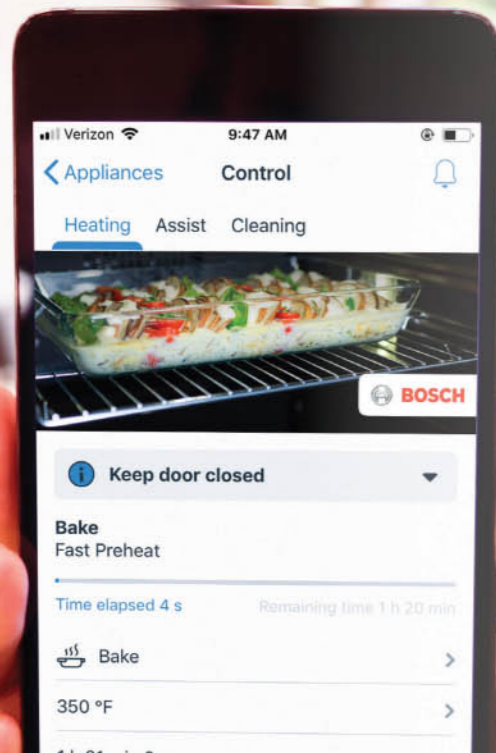 Verizon
9:47 AM
Appliances
Control
Heating Assist Cleaning
BOSCH
Keep door closed
Bake
Fast Preheat
Time elapsed 4 s
Remaining time 1 h 20 min
Bake
350 °F